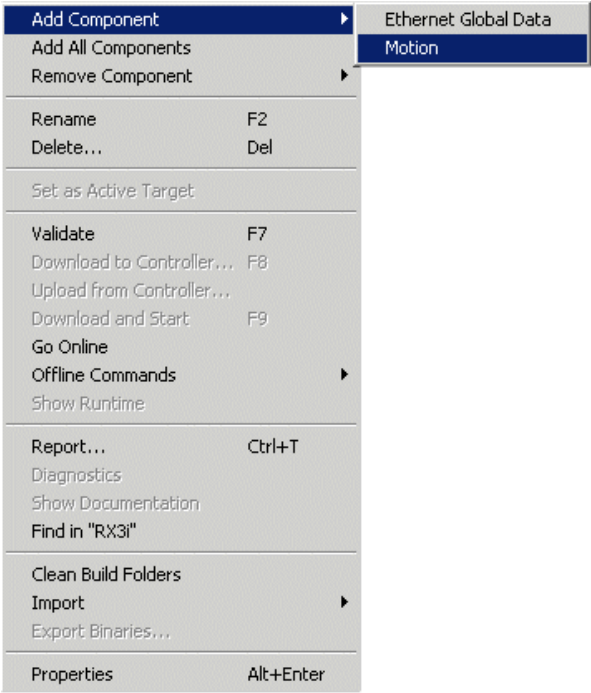 Add Component
Ethernet Global Data
Add All Components
Motion
Remove Component
Rename F2
Delete... Del
Set as Active Target
Validate F7
Download to Controller... F8
Upload from Controller...
Download and Start F9
Go Online
Offline Commands
Show Runtime
Report... Ctrl+T
Diagnostics
Show Documentation
Find in "RX3i"
Clean Build Folders
Import
Export Binaries...
Properties Alt+Enter